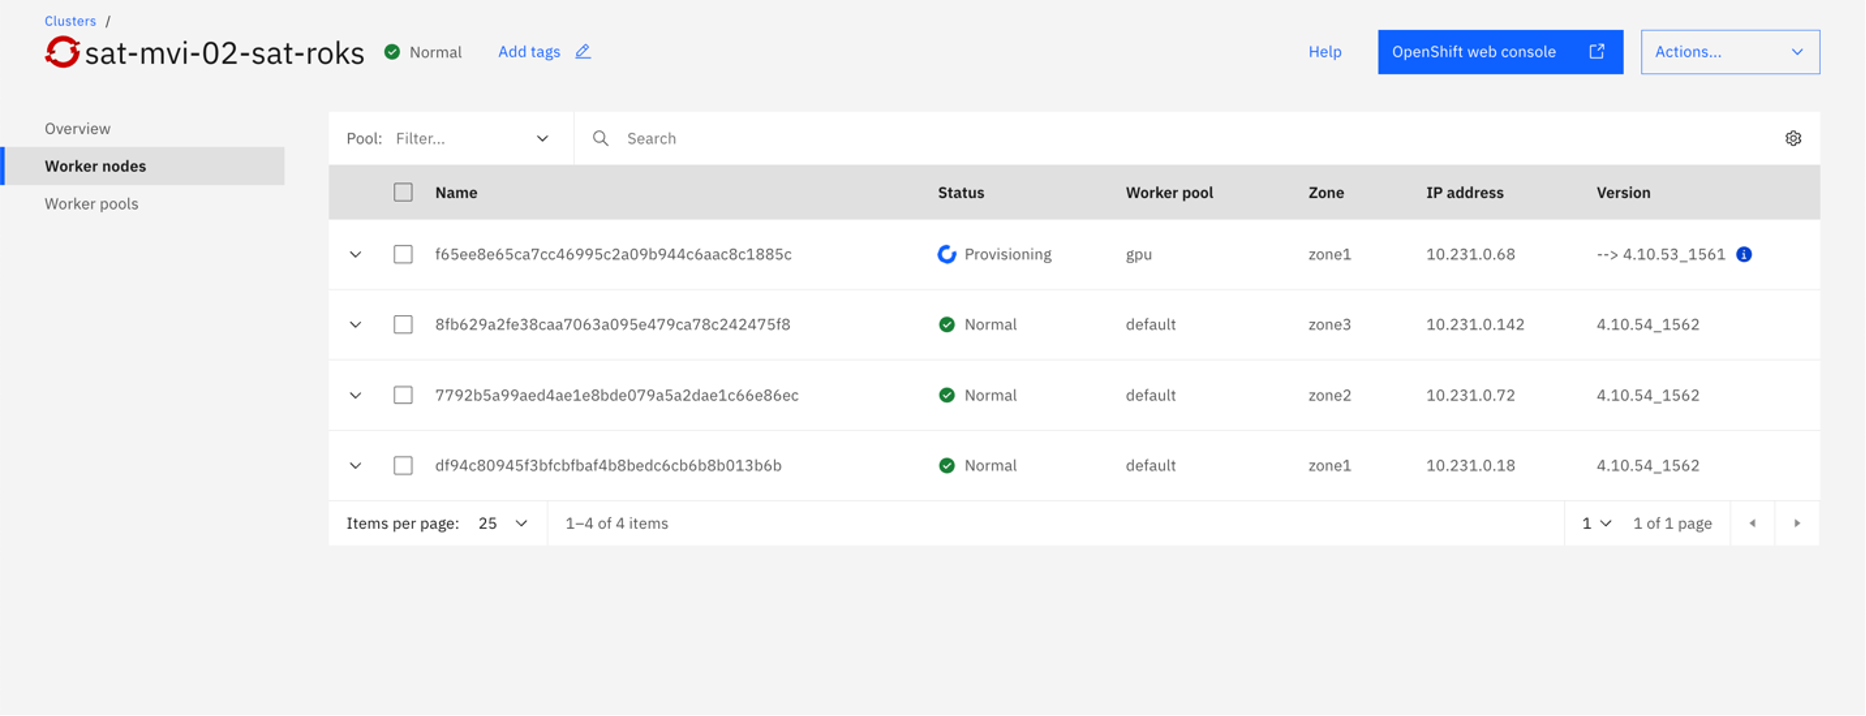 Clusters /
sat-mvi-02-sat-roks Normal Add tags Help OpenShift web console Actions...
Overview
Worker nodes
Worker pools
Pool: Filter... Search
Name Status Worker pool Zone IP address Version
f65ee8e65ca7cc46995c2a09b944c6aac8c1885c Provisioning gpu zone1 10.231.0.68 --> 4.10.53_1561
8fb629a2fe38caa7063a095e479ca78c242475f8 Normal default zone3 10.231.0.142 4.10.54_1562
7792b5a99aed4ae1e8bde079a5a2dae1c66e86ec Normal default zone2 10.231.0.72 4.10.54_1562
df94c80945f3bfcbfbaf4b8bedc6cb6b8b013b6b Normal default zone1 10.231.0.18 4.10.54_1562
Items per page: 25 1–4 of 4 items 1 1 of 1 page